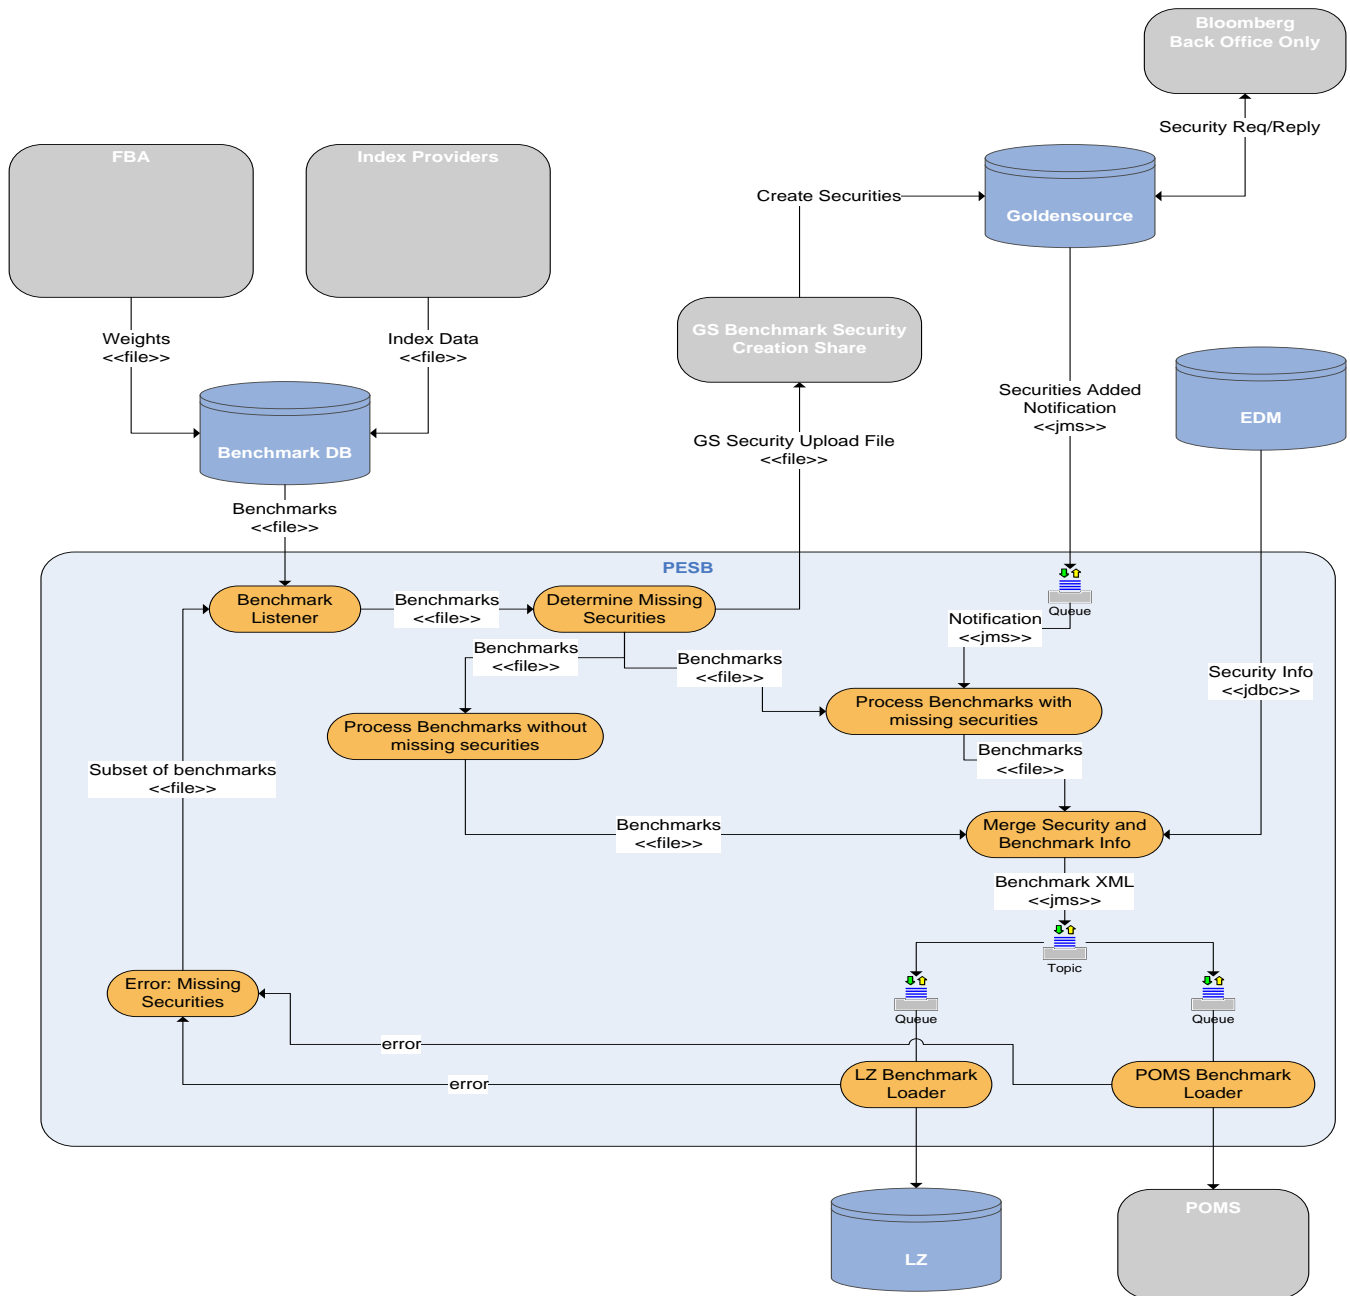 Bloomberg
Back Office Only
Security Req/Reply
FBA
Index Providers
Create Securities
Goldensource
Weights
<<file>>
Index Data
<<file>>
GS Benchmark Security
Creation Share
Securities Added
Notification
<<jms>>
EDM
Benchmark DB
GS Security Upload File
<<file>>
Benchmarks
<<file>>
PESB
Benchmark
Listener
Benchmarks
<<file>>
Determine Missing
Securities
Queue
Notification
<<jms>>
Benchmarks
<<file>>
Benchmarks
<<file>>
Security Info
<<jdbc>>
Process Benchmarks without
missing securities
Process Benchmarks with
missing securities
Benchmarks
<<file>>
Subset of benchmarks
<<file>>
Benchmarks
<<file>>
Merge Security and
Benchmark Info
Benchmark XML
<<jms>>
Topic
Error: Missing
Securities
Queue
Queue
error
error
LZ Benchmark
Loader
POMS Benchmark
Loader
LZ
POMS